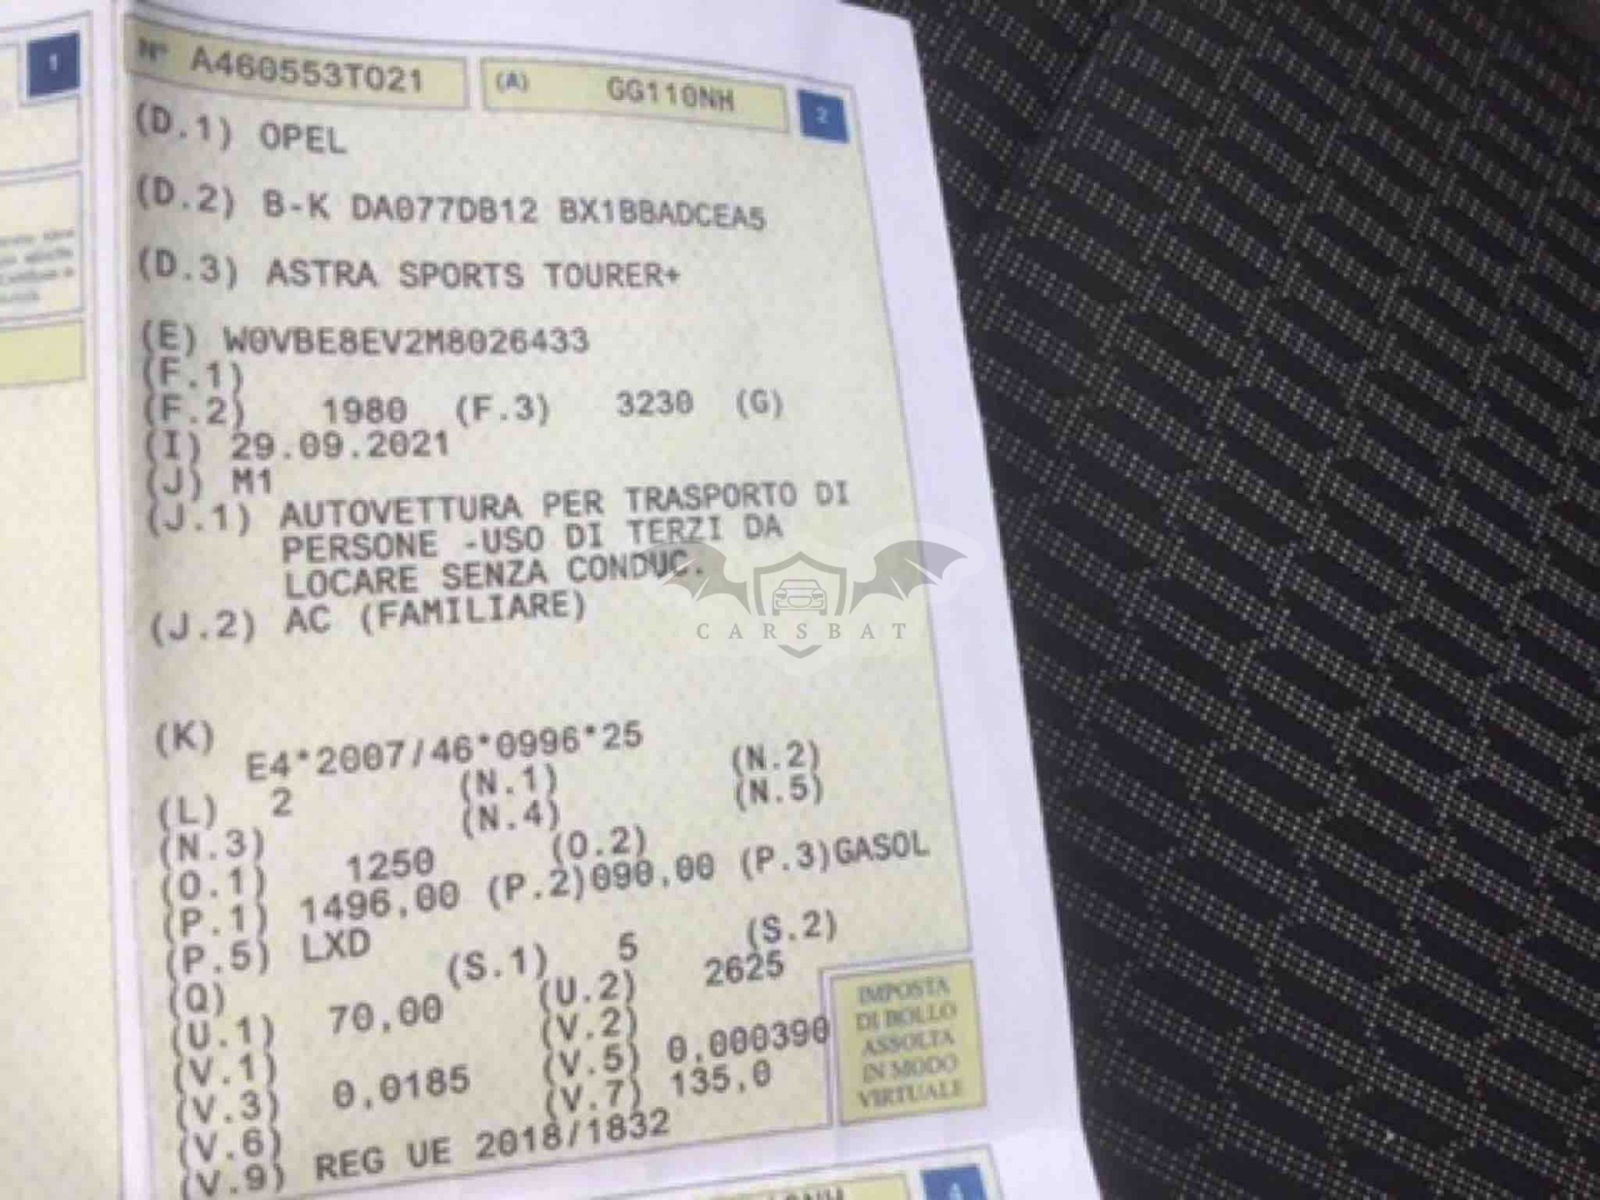 1
Nº A460553T021 (A) GG110NH 2
(D.1) OPEL
(D.2) B-K DA077DB12 BX1BBADCEA5
(D.3) ASTRA SPORTS TOURER+
(E) W0VBE8EV2M8026433
(F.1)
(F.2) 1980 (F.3) 3230 (G)
(I) 29.09.2021
(J) M1
(J.1) AUTOVETTURA PER TRASPORTO DI
PERSONE -USO DI TERZI DA
LOCARE SENZA CONDUC.
(J.2) AC (FAMILIARE)
CARSBAT
(K) E4*2007/46*0996*25
(L) 2 (N.1) (N.2)
(N.3) (N.4) (N.5)
(O.1) 1250 (O.2)
(P.1) 1496,00 (P.2)090,00 (P.3)GASOL
(P.5) LXD
(Q) (S.1) 5 (S.2)
(U.1) 70,00 (U.2) 2625
(V.1) (V.2)
(V.3) 0,0185 (V.5) 0,000390
(V.6) (V.7) 135,0
(V.9) REG UE 2018/1832
IMPOSTA
DI BOLLO
ASSOLTA
IN MODO
VIRTUALE
4